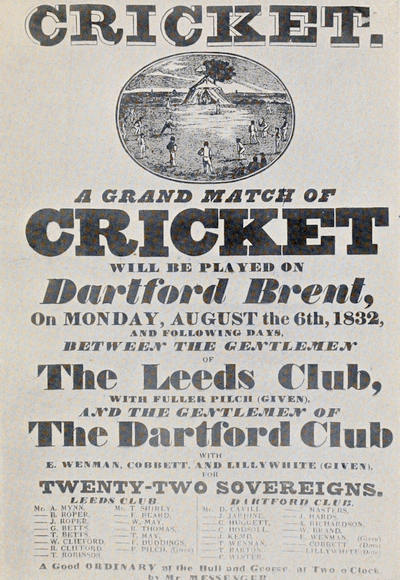 CRICKET.
A GRAND MATCH OF
CRICKET
WILL BE PLAYED ON
Dartford Brent,
On MONDAY, AUGUST the 6th, 1832,
AND FOLLOWING DAYS,
BETWEEN THE GENTLEMEN
OF
The Leeds Club,
WITH FULLER PILCH (GIVEN),
AND THE GENTLEMEN OF
The Dartford Club
WITH
E. WENMAN, COBBETT, AND LILLYWHITE (GIVEN),
FOR
TWENTY-TWO SOVEREIGNS.
LEEDS CLUB. DARTFORD CLUB.
Mr. A. MYNN, Mr. T. SHIRLY Mr. D. CAVILL MASTERS,
B. ROPER, F. BEARD, J. JARDINE, J. HARDS,
J. ROPER, W. MAY, C. HOGGETT, A. RICHARDSON,
G. BETTS R. THOMAS, C. HODSOLL W. BRAND,
T. BETTS, T. MAY, J. KEMP, E. WENMAN, (Given)
W. CLIFFORD, E. HODDINGS, T. WENMAN, COBBETT (Do.)
R. CLIFFORD F. PILCH, (Given) T. BARTON, LILLYWHITE (Do.)
T. ROBINSON F. WINTER,
A Good ORDINARY at the Bull and George, at Two o'Clock
by Mr. MESSENGER